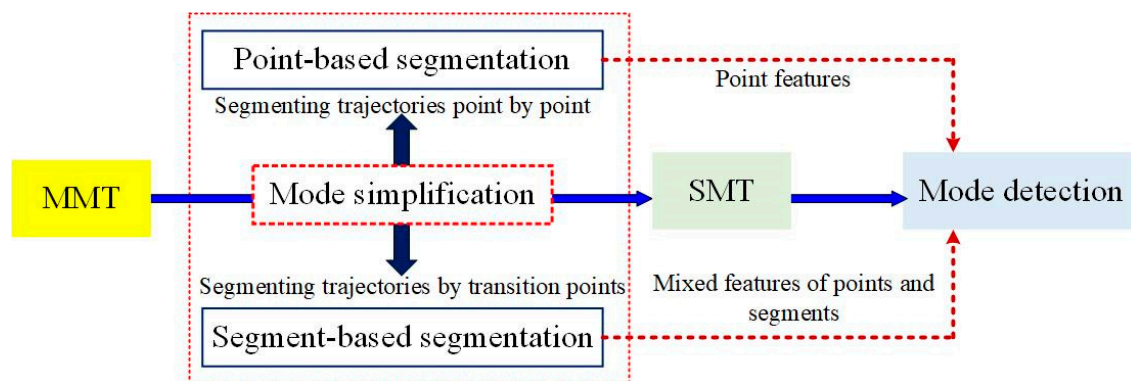 Point-based segmentation
Segmenting trajectories point by point
Point features
MMT
Mode simplification
SMT
Mode detection
Segmenting trajectories by transition points
Mixed features of points and
segments
Segment-based segmentation